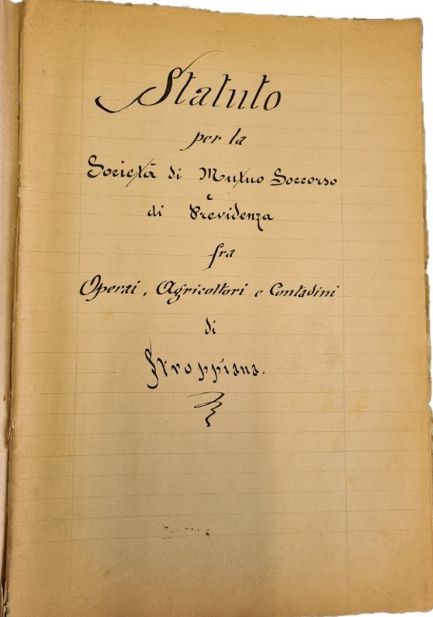 Statuto
per la
Società di Mutuo Soccorso
e
di Previdenza
fra
Operai, Agricoltori e Contadini
di
Stroppiana.